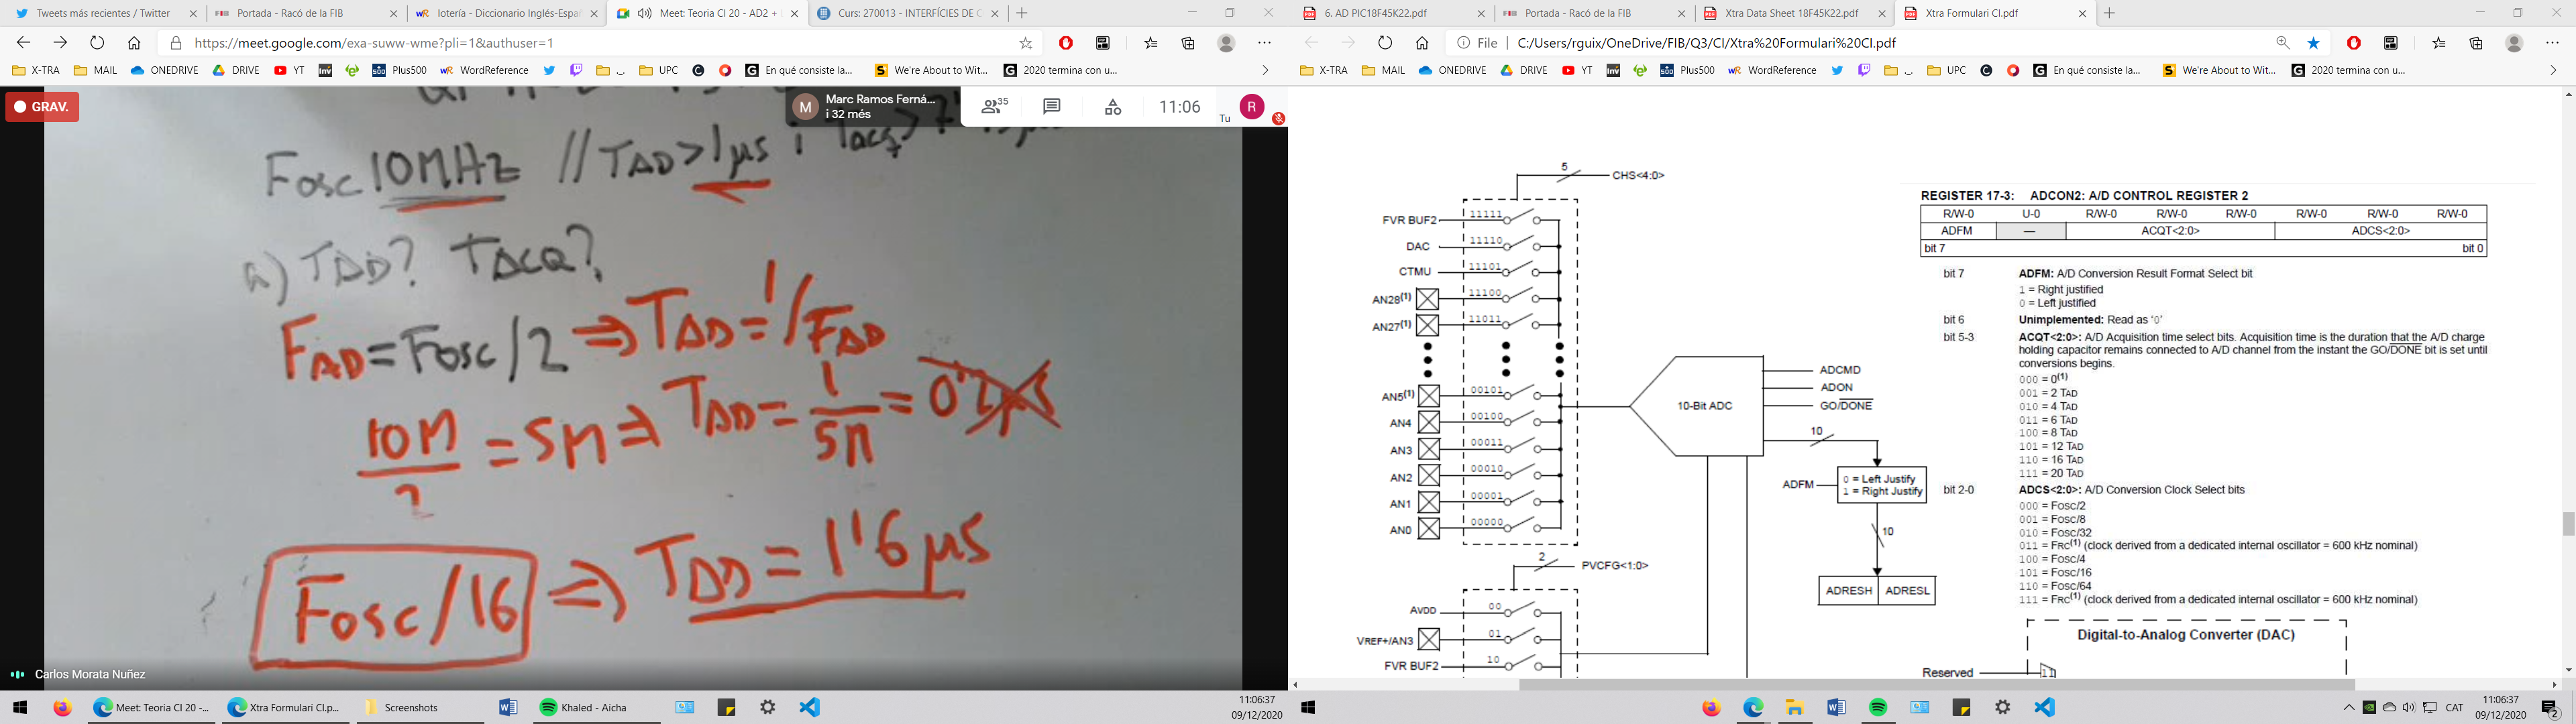 Tweets más recientes / Twitter
Portada - Racó de la FIB
lotería - Diccionario Inglés-Espa
Meet: Teoria CI 20 - AD2 +
Curs: 270013 - INTERFÍCIES DE C
https://meet.google.com/exa-suww-wme?pli=1&authuser=1
X-TRA MAIL ONEDRIVE DRIVE YT Plus500 WordReference UPC En qué consiste la... We're About to Wit... 2020 termina con u...
GRAV.
Marc Ramos Ferná...
i 32 més
35
11:06
Tu
R
Fosc 10MHz // TAD>1µs i Tacq>
a) TAD? TACQ?
FAD=Fosc/2 ⇒ TAD=1/FAD
10M/2 = 5M ⇒ TAD = 1/5M =
Fosc/16 ⇒ TAD = 1'6 µs
Carlos Morata Nuñez
Meet: Teoria CI 20 -...
Xtra Formulari CI.p...
Screenshots
Khaled - Aicha
11:06:37
09/12/2020
6. AD PIC18F45K22.pdf
Portada - Racó de la FIB
Xtra Data Sheet 18F45K22.pdf
Xtra Formulari CI.pdf
File C:/Users/rguix/OneDrive/FIB/Q3/CI/Xtra%20Formulari%20CI.pdf
X-TRA MAIL ONEDRIVE DRIVE YT Plus500 WordReference UPC En qué consiste la... We're About to Wit... 2020 termina con u...
5
CHS<4:0>
FVR BUF2 11111
DAC 11110
CTMU 11101
AN28(1) 11100
AN27(1) 11011
AN5(1) 00101
AN4 00100
AN3 00011
AN2 00010
AN1 00001
AN0 00000
10-Bit ADC
ADCMD
ADON
GO/DONE
10
ADFM
0 = Left Justify
1 = Right Justify
10
ADRESH ADRESL
2
PVCFG<1:0>
AVDD 00
VREF+/AN3 01
FVR BUF2 10
REGISTER 17-3: ADCON2: A/D CONTROL REGISTER 2
R/W-0 U-0 R/W-0 R/W-0 R/W-0 R/W-0 R/W-0 R/W-0
ADFM — ACQT<2:0> ADCS<2:0>
bit 7 bit 0
bit 7 ADFM: A/D Conversion Result Format Select bit
1 = Right justified
0 = Left justified
bit 6 Unimplemented: Read as '0'
bit 5-3 ACQT<2:0>: A/D Acquisition time select bits. Acquisition time is the duration that the A/D charge
holding capacitor remains connected to A/D channel from the instant the GO/DONE bit is set until
conversions begins.
000 = 0(1)
001 = 2 TAD
010 = 4 TAD
011 = 6 TAD
100 = 8 TAD
101 = 12 TAD
110 = 16 TAD
111 = 20 TAD
bit 2-0 ADCS<2:0>: A/D Conversion Clock Select bits
000 = FOSC/2
001 = FOSC/8
010 = FOSC/32
011 = FRC(1) (clock derived from a dedicated internal oscillator = 600 kHz nominal)
100 = FOSC/4
101 = FOSC/16
110 = FOSC/64
111 = FRC(1) (clock derived from a dedicated internal oscillator = 600 kHz nominal)
Digital-to-Analog Converter (DAC)
Reserved 11
CAT
11:06:37
09/12/2020
2